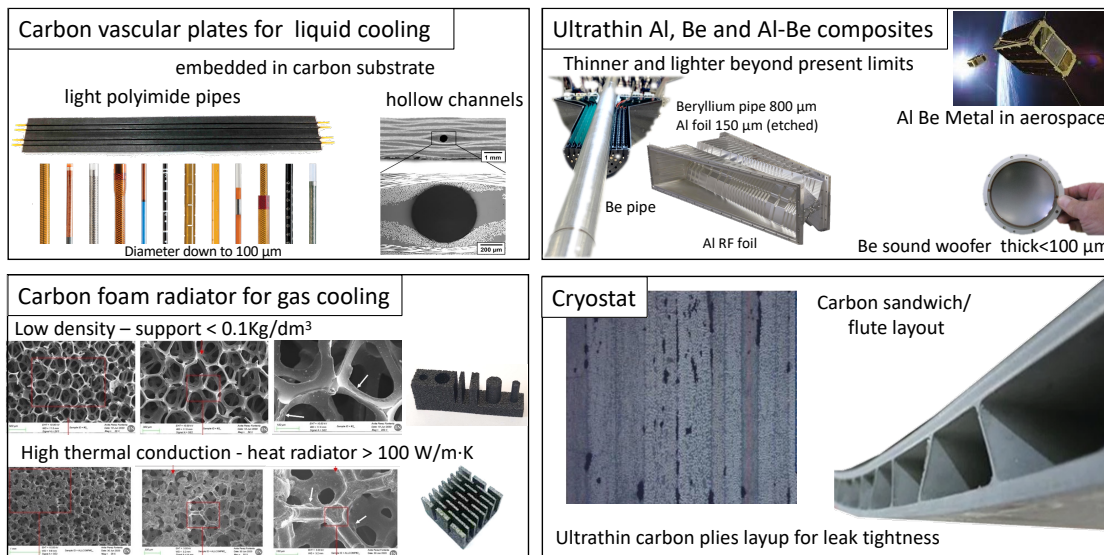 Carbon vascular plates for liquid cooling
embedded in carbon substrate
light polyimide pipes
hollow channels
1 mm
200 μm
Diameter down to 100 μm
Ultrathin Al, Be and Al-Be composites
Thinner and lighter beyond present limits
Beryllium pipe 800 μm
Al foil 150 μm (etched)
Al Be Metal in aerospace
Be pipe
Al RF foil
Be sound woofer thick<100 μm
Carbon foam radiator for gas cooling
Low density – support < 0.1Kg/dm³
High thermal conduction - heat radiator > 100 W/m·K
Cryostat
Carbon sandwich/
flute layout
Ultrathin carbon plies layup for leak tightness